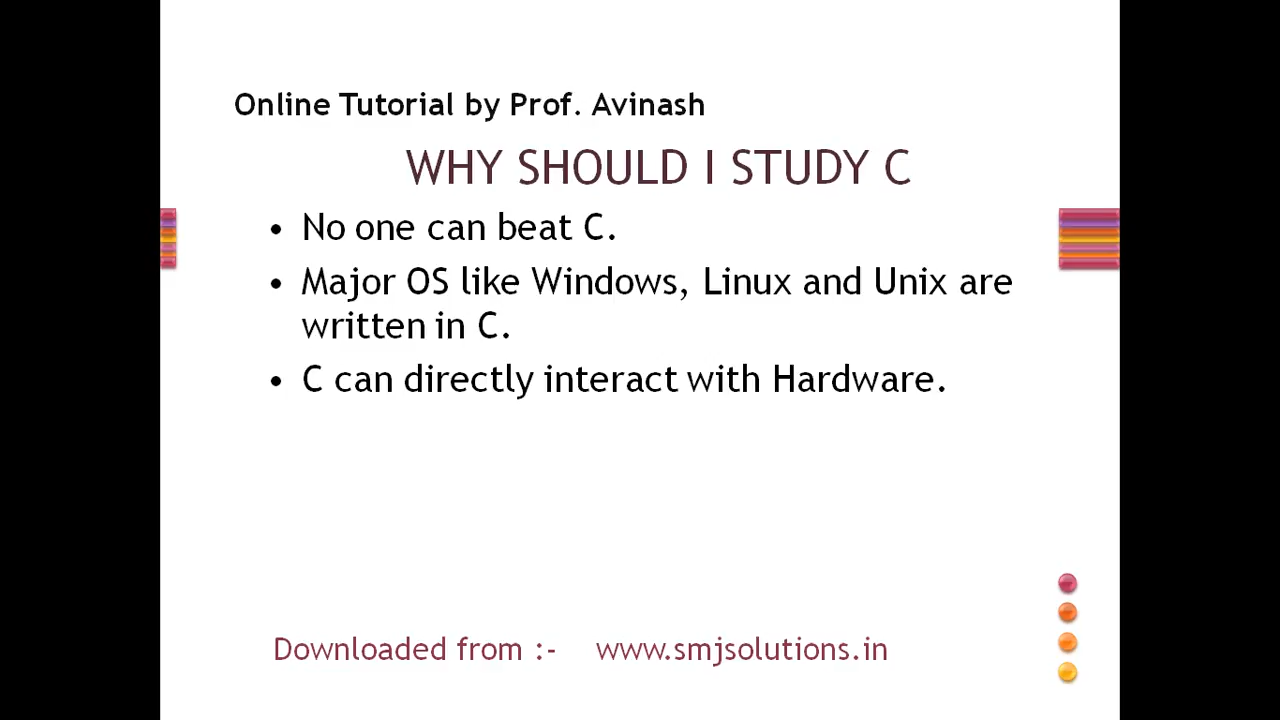 Online Tutorial by Prof. Avinash
WHY SHOULD I STUDY C
• No one can beat C.
• Major OS like Windows, Linux and Unix are
written in C.
• C can directly interact with Hardware.
Downloaded from :- www.smjsolutions.in